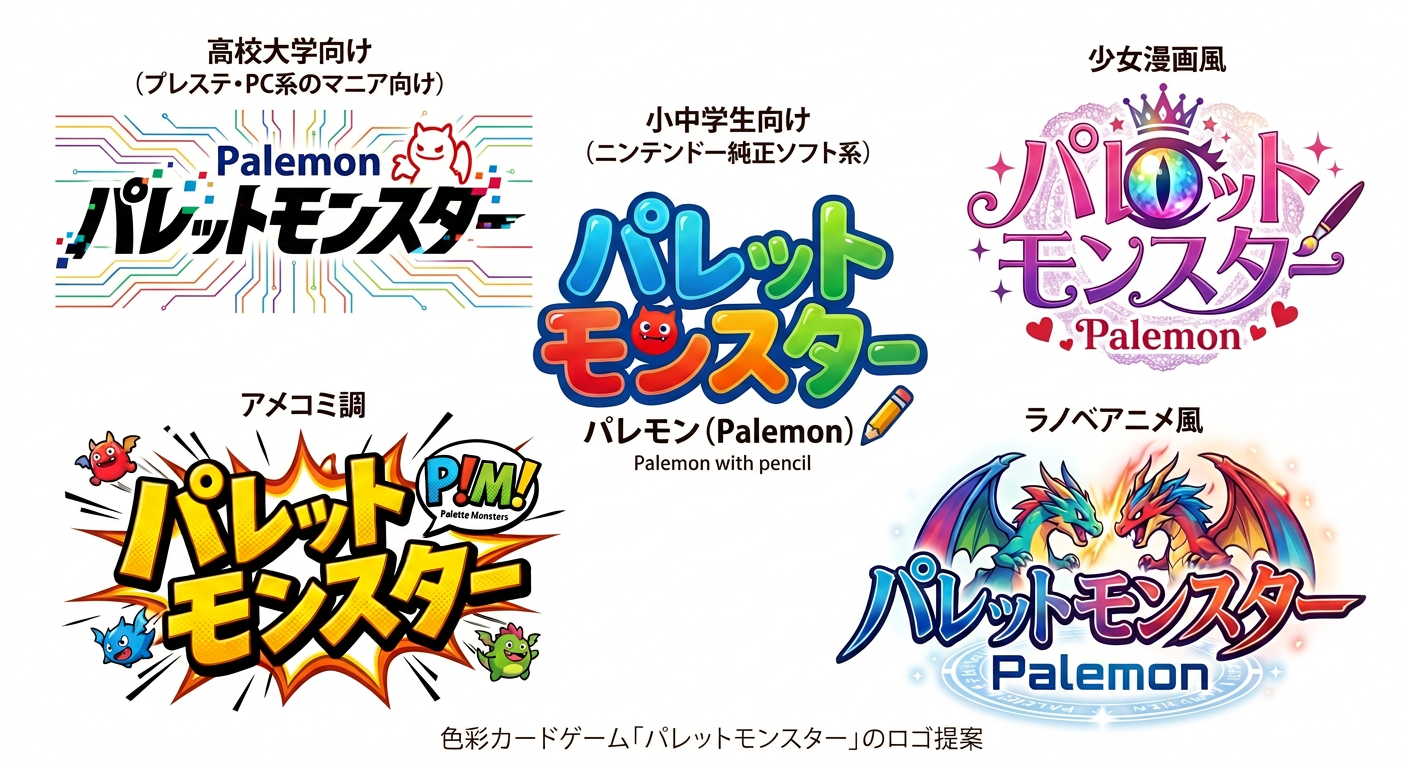 高校大学向け
（プレステ・PC系のマニア向け）
Palemon
パレットモンスター
小中学生向け
（ニンテンドー純正ソフト系）
パレット
モンスター
パレモン（Palemon）
Palemon with pencil
少女漫画風
パレット
モンスター
Palemon
アメコミ調
パレット
モンスター
P!M!
Palette Monsters
ラノベアニメ風
パレットモンスター
Palemon
色彩カードゲーム「パレットモンスター」のロゴ提案